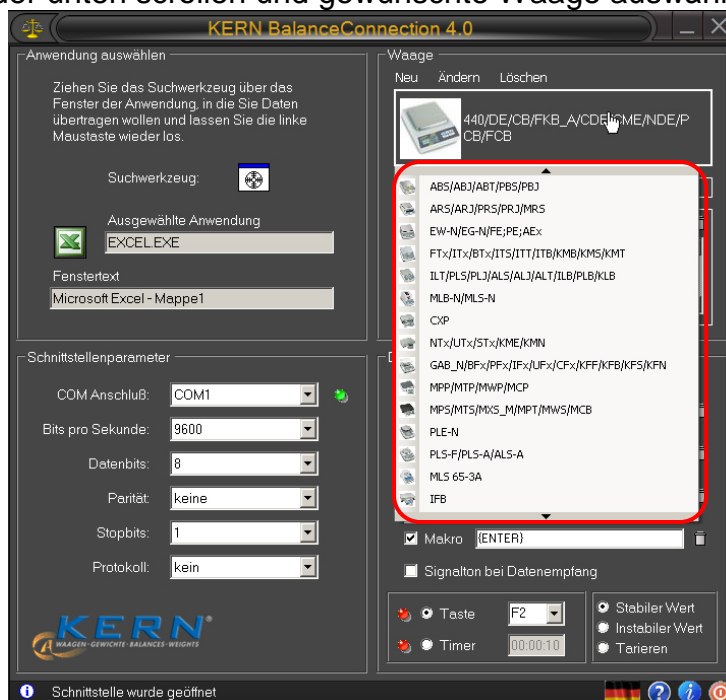 der unten scrollen und gewünschte Waage auswähl
KERN BalanceConnection 4.0
Anwendung auswählen
Ziehen Sie das Suchwerkzeug über das
Fenster der Anwendung, in die Sie Daten
übertragen wollen und lassen Sie die linke
Maustaste wieder los.
Suchwerkzeug:
Ausgewählte Anwendung
EXCEL.EXE
Fenstertext
Microsoft Excel - Mappe1
Waage
Neu Ändern Löschen
440/DE/CB/FKB_A/CDE/CME/NDE/P
CB/FCB
ABS/ABJ/ABT/PBS/PBJ
ARS/ARJ/PRS/PRJ/MRS
EW-N/EG-N/FE;PE;AEx
FTx/ITx/BTx/ITS/ITT/ITB/KMB/KMS/KMT
ILT/PLS/PLJ/ALS/ALJ/ALT/ILB/PLB/KLB
MLB-N/MLS-N
CXP
NTx/UTx/STx/KME/KMN
GAB_N/BFx/PFx/IFx/UFx/CFx/KFF/KFB/KFS/KFN
MPP/MTP/MWP/MCP
MPS/MTS/MXS_M/MPT/MWS/MCB
PLE-N
PLS-F/PLS-A/ALS-A
MLS 65-3A
IFB
Schnittstellenparameter
COM Anschluß: COM1
Bits pro Sekunde: 9600
Datenbits: 8
Parität: keine
Stopbits: 1
Protokoll: kein
Makro {ENTER}
Signalton bei Datenempfang
Taste F2
Timer 00:00:10
Stabiler Wert
Instabiler Wert
Tarieren
KERN
WAAGEN·GEWICHTE·BALANCES·WEIGHTS
Schnittstelle wurde geöffnet